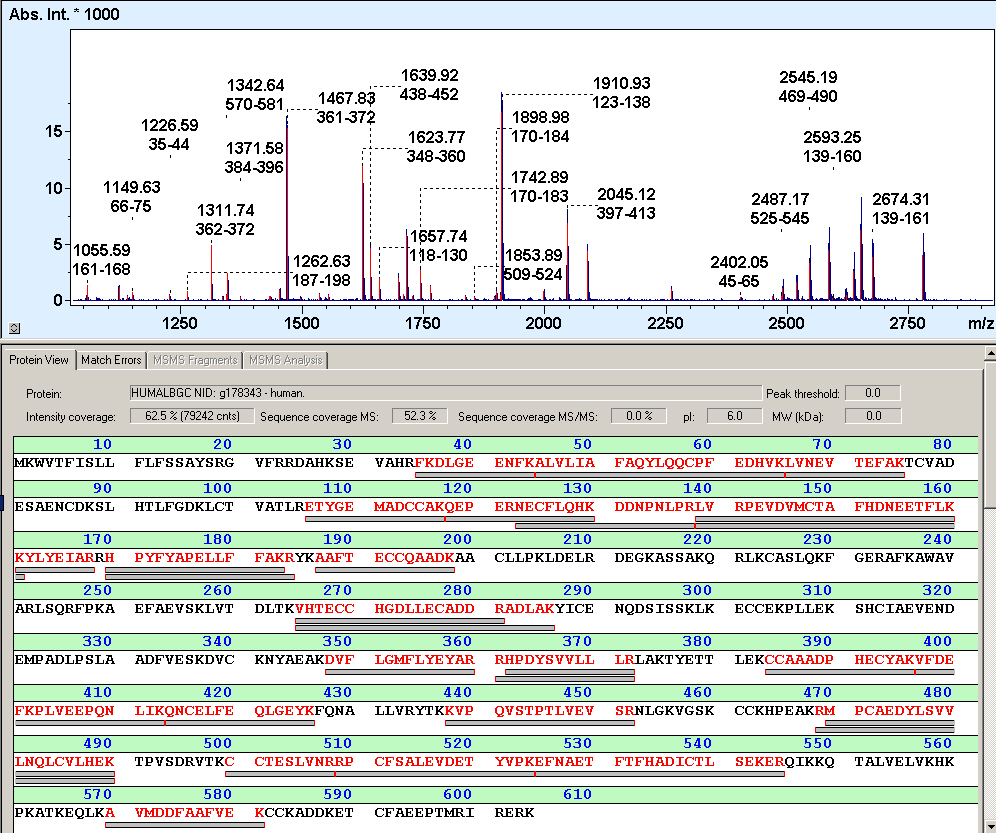 Abs. Int. * 1000
1342.64
570-581
1639.92
438-452
1910.93
123-138
2545.19
469-490
1226.59
35-44
1467.83
361-372
1898.98
170-184
1371.58
384-396
1623.77
348-360
2593.25
139-160
1149.63
66-75
1742.89
170-183
2045.12
397-413
2487.17
525-545
2674.31
139-161
1311.74
362-372
1055.59
161-168
1262.63
187-198
1657.74
118-130
1853.89
509-524
2402.05
45-65
15
10
5
0
1250 1500 1750 2000 2250 2500 2750 m/z
Protein View Match Errors MSMS Fragments MSMS Analysis
Protein: HUMALBGC NID: g178343 - human. Peak threshold: 0.0
Intensity coverage: 62.5 % (79242 cnts) Sequence coverage MS: 52.3 % Sequence coverage MS/MS: 0.0 % pI: 6.0 MW (kDa): 0.0
10 20 30 40 50 60 70 80
MKWVTFISLL FLFSSAYSRG VFRRDAHKSE VAHRFKDLGE ENFKALVLIA FAQYLQQCPF EDHVKLVNEV TEFAKTCVAD
90 100 110 120 130 140 150 160
ESAENCDKSL HTLFGDKLCT VATLRETYGE MADCCAKQEP ERNECFLQHK DDNPNLPRLV RPEVDVMCTA FHDNEETFLK
170 180 190 200 210 220 230 240
KYLYEIARRH PYFYAPELLF FAKRYKAAFT ECCQAADKAA CLLPKLDELR DEGKASSAKQ RLKCASLQKF GERAFKAWAV
250 260 270 280 290 300 310 320
ARLSQRFPKA EFAEVSKLVT DLTKVHTECC HGDLLECADD RADLAKYICE NQDSISSKLK ECCEKPLLEK SHCIAEVEND
330 340 350 360 370 380 390 400
EMPADLPSLA ADFVESKDVC KNYAEAKDVF LGMFLYEYAR RHPDYSVVLL LRLAKTYETT LEKCCAAADP HECYAKVFDE
410 420 430 440 450 460 470 480
FKPLVEEPQN LIKQNCELFE QLGEYKFQNA LLVRYTKKVP QVSTPTLVEV SRNLGKVGSK CCKHPEAKRM PCAEDYLSVV
490 500 510 520 530 540 550 560
LNQLCVLHEK TPVSDRVTKC CTESLVNRRP CFSALEVDET YVPKEFNAET FTFHADICTL SEKERQIKKQ TALVELVKHK
570 580 590 600 610
PKATKEQLKA VMDDFAAFVE KCCKADDKET CFAEEPTMRI RERK